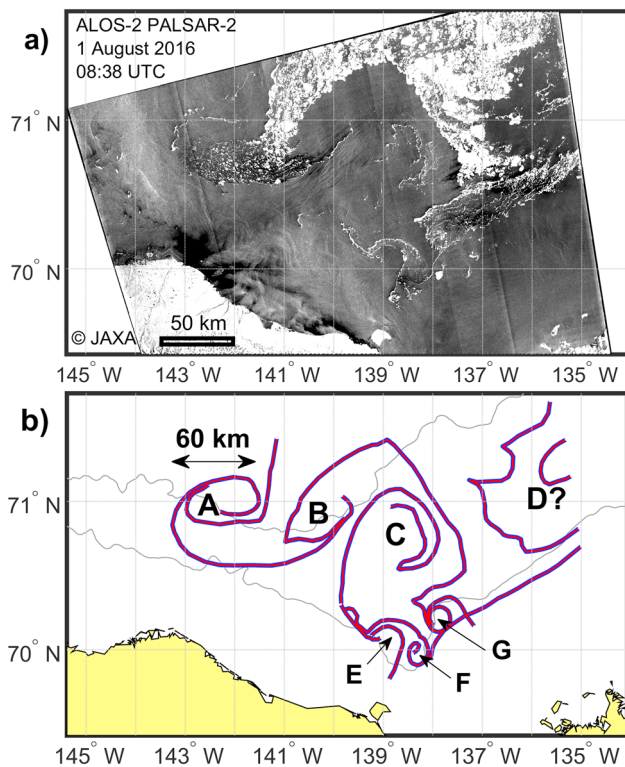 a)
ALOS-2 PALSAR-2
1 August 2016
08:38 UTC
71° N
70° N
© JAXA
50 km
145° W 143° W 141° W 139° W 137° W 135° W
b)
60 km
71° N
A
B
C
D?
70° N
E
F
G
145° W 143° W 141° W 139° W 137° W 135° W